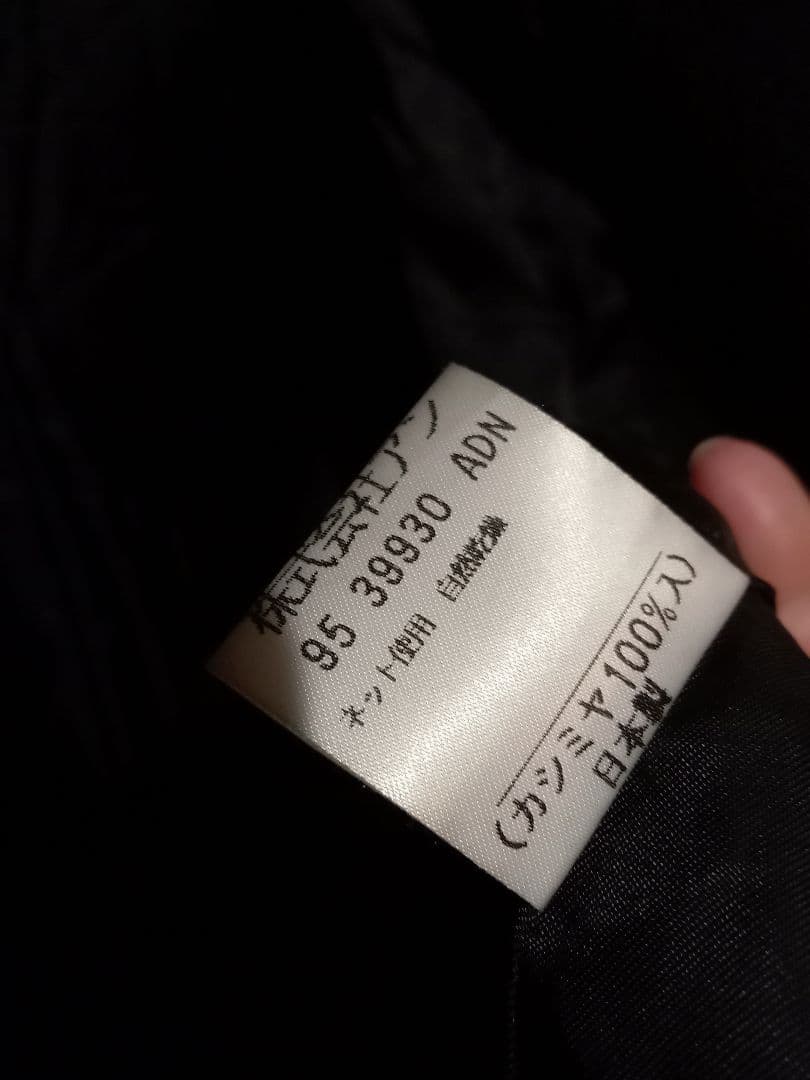 株式会社アン
95 39930 ADN
ネット使用 自然乾燥
(カシミヤ100%入)
日本製